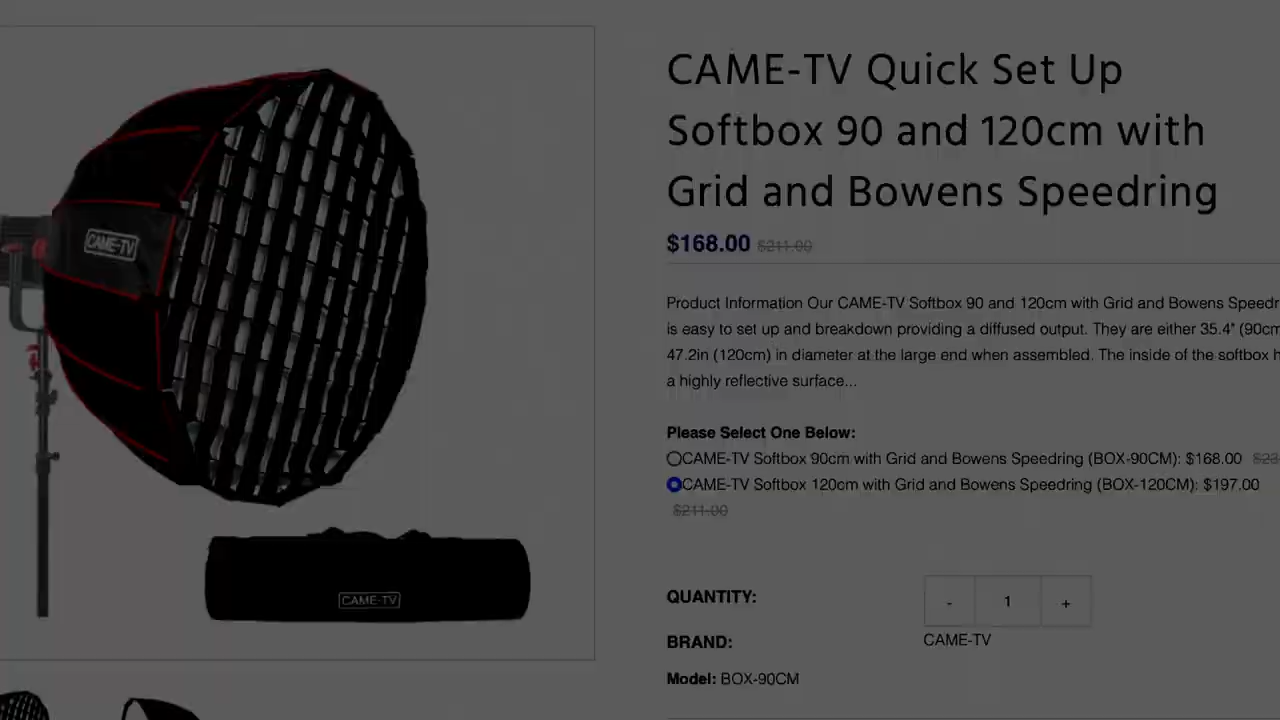 CAME-TV Quick Set Up
Softbox 90 and 120cm with
Grid and Bowens Speedring
$168.00 $211.00
Product Information Our CAME-TV Softbox 90 and 120cm with Grid and Bowens
is easy to set up and breakdown providing a diffused output. They are either 35.4" (90cm
47.2in (120cm) in diameter at the large end when assembled. The inside of the softbox
a highly reflective surface...
Please Select One Below:
CAME-TV Softbox 90cm with Grid and Bowens Speedring (BOX-90CM): $168.00
CAME-TV Softbox 120cm with Grid and Bowens Speedring (BOX-120CM): $197.00
$211.00
QUANTITY:
- 1 +
BRAND:
CAME-TV
Model: BOX-90CM
CAME-TV
CAME-TV